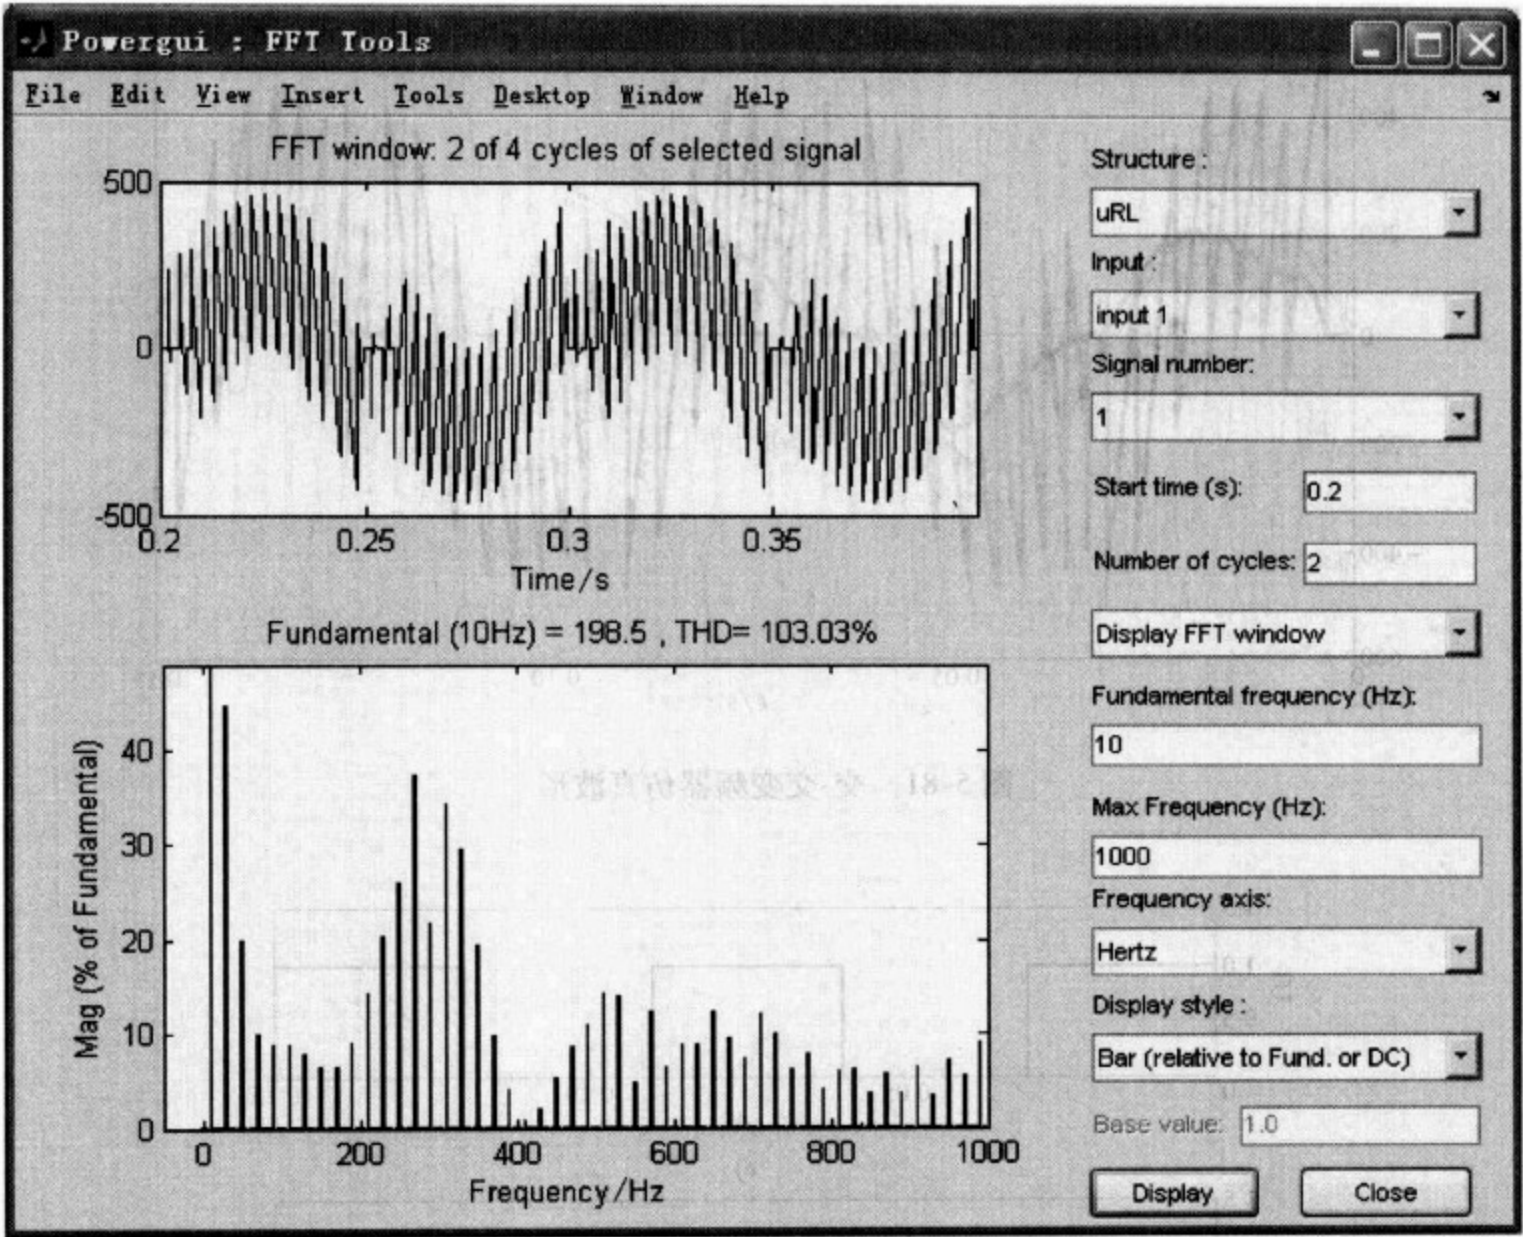 Powergui : FFT Tools
File Edit View Insert Tools Desktop Window Help
FFT window: 2 of 4 cycles of selected signal
500
0
-500
0.2 0.25 0.3 0.35
Time/s
Fundamental (10Hz) = 198.5 , THD= 103.03%
Mag (% of Fundamental)
40
30
20
10
0
0 200 400 600 800 1000
Frequency/Hz
Structure :
uRL
Input :
input 1
Signal number:
1
Start time (s): 0.2
Number of cycles: 2
Display FFT window
Fundamental frequency (Hz):
10
Max Frequency (Hz):
1000
Frequency axis:
Hertz
Display style :
Bar (relative to Fund. or DC)
Base value: 1.0
Display Close